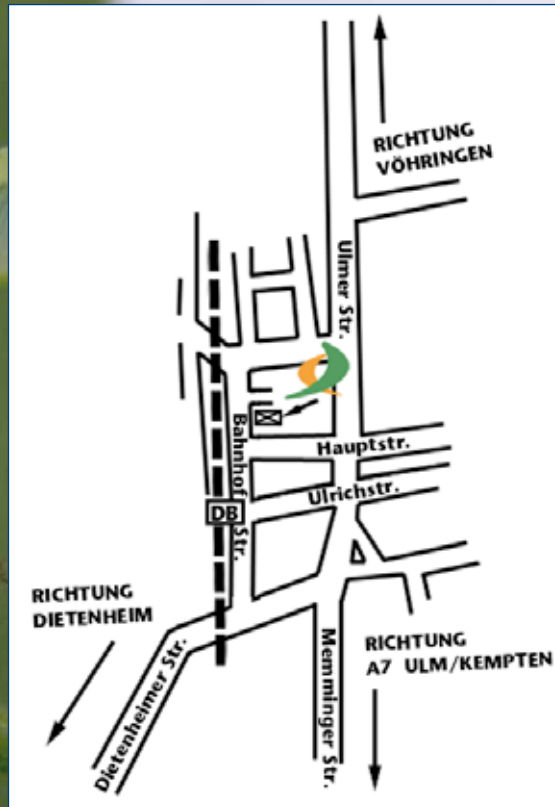 RICHTUNG
VÖHRINGEN
Ulmer Str.
Hauptstr.
Bahnhof Str.
Ulrichstr.
DB
RICHTUNG
DIETENHEIM
RICHTUNG
A7 ULM/KEMPTEN
Dietenheimer Str.
Memminger Str.